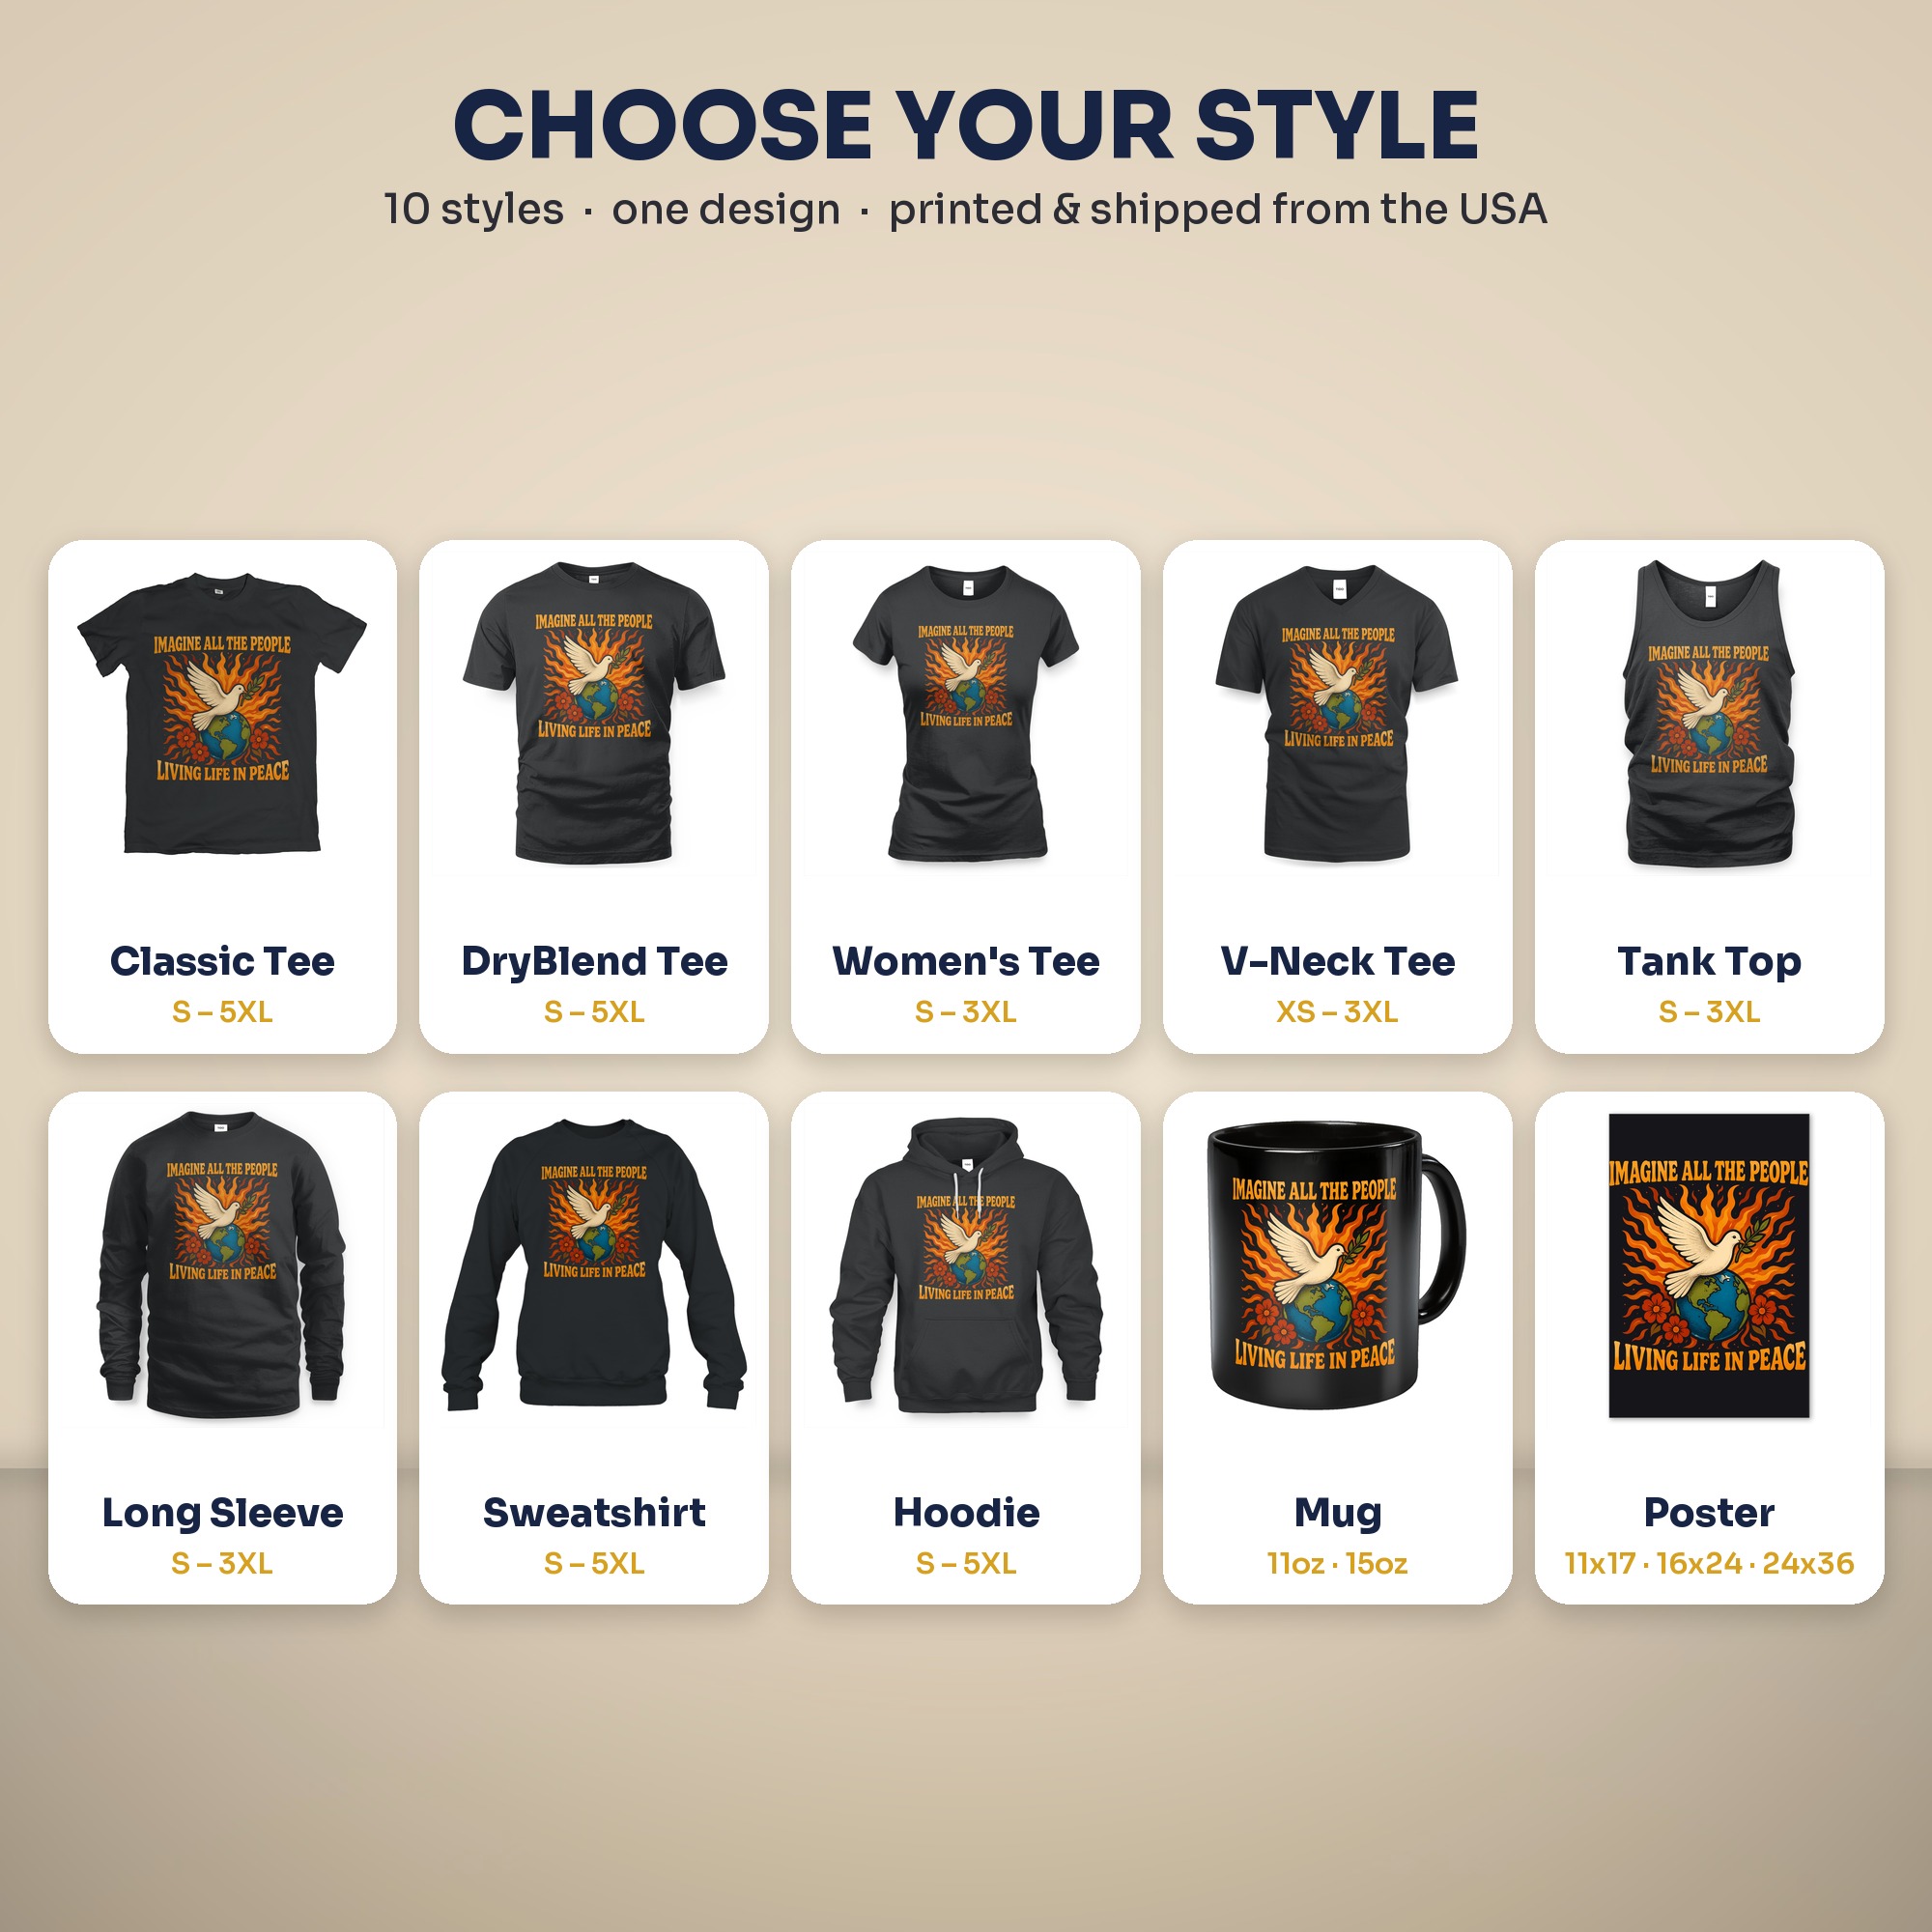 CHOOSE YOUR STYLE
10 styles · one design · printed & shipped from the USA
IMAGINE ALL THE PEOPLE
LIVING LIFE IN PEACE
Classic Tee
S – 5XL
IMAGINE ALL THE PEOPLE
LIVING LIFE IN PEACE
DryBlend Tee
S – 5XL
IMAGINE ALL THE PEOPLE
LIVING LIFE IN PEACE
Women's Tee
S – 3XL
IMAGINE ALL THE PEOPLE
LIVING LIFE IN PEACE
V-Neck Tee
XS – 3XL
IMAGINE ALL THE PEOPLE
LIVING LIFE IN PEACE
Tank Top
S – 3XL
IMAGINE ALL THE PEOPLE
LIVING LIFE IN PEACE
Long Sleeve
S – 3XL
IMAGINE ALL THE PEOPLE
LIVING LIFE IN PEACE
Sweatshirt
S – 5XL
IMAGINE ALL THE PEOPLE
LIVING LIFE IN PEACE
Hoodie
S – 5XL
IMAGINE ALL THE PEOPLE
LIVING LIFE IN PEACE
Mug
11oz · 15oz
IMAGINE ALL THE PEOPLE
LIVING LIFE IN PEACE
Poster
11x17 · 16x24 · 24x36